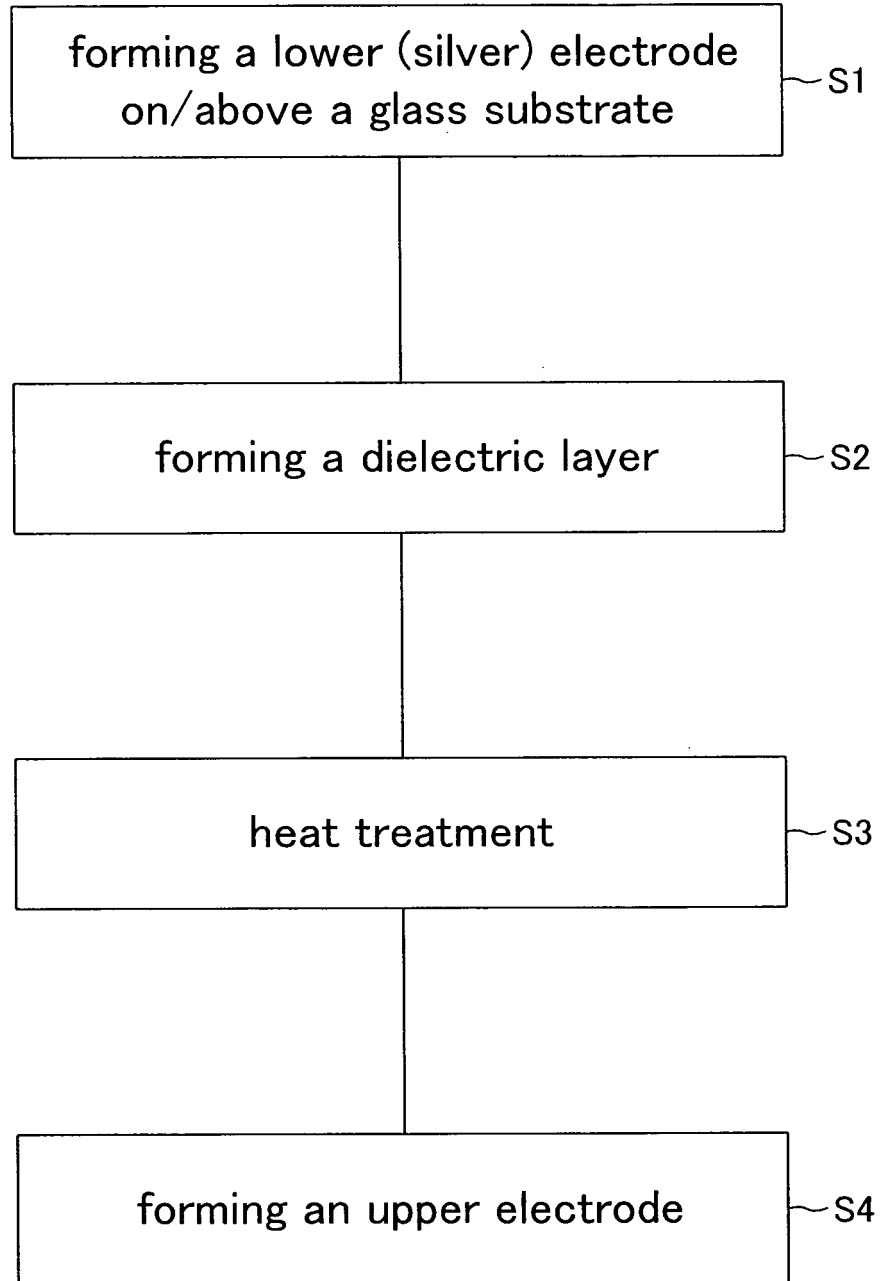 forming a lower (silver) electrode
on/above a glass substrate
S1
forming a dielectric layer
S2
heat treatment
S3
forming an upper electrode
S4